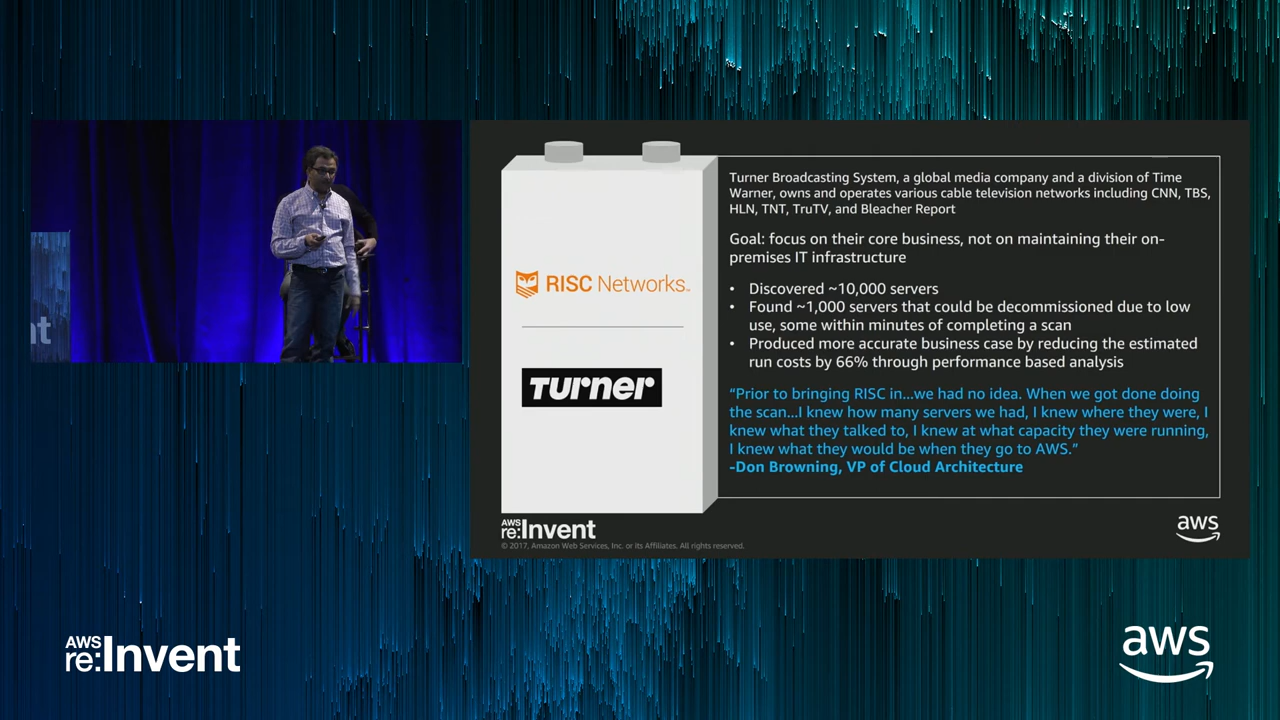 nt
RISC Networks™
Turner
Turner Broadcasting System, a global media company and a division of Time
Warner, owns and operates various cable television networks including CNN, TBS,
HLN, TNT, TruTV, and Bleacher Report
Goal: focus on their core business, not on maintaining their on-
premises IT infrastructure
• Discovered ~10,000 servers
• Found ~1,000 servers that could be decommissioned due to low
use, some within minutes of completing a scan
• Produced more accurate business case by reducing the estimated
run costs by 66% through performance based analysis
“Prior to bringing RISC in...we had no idea. When we got done doing
the scan...I knew how many servers we had, I knew where they were, I
knew what they talked to, I knew at what capacity they were running,
I knew what they would be when they go to AWS.”
-Don Browning, VP of Cloud Architecture
AWS
re:Invent
© 2017, Amazon Web Services, Inc. or its Affiliates. All rights reserved.
aws
AWS
re:Invent
aws